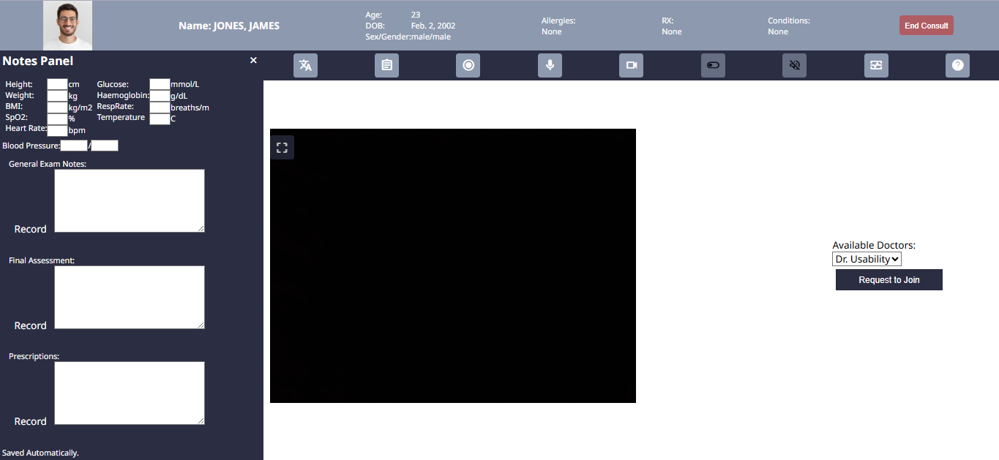 Name: JONES, JAMES
Age: 23
DOB: Feb. 2, 2002
Sex/Gender:male/male
Allergies:
None
RX:
None
Conditions:
None
End Consult
Notes Panel
Height: cm Glucose: mmol/L
Weight: kg Haemoglobin: g/dL
BMI: kg/m2 RespRate: breaths/m
SpO2: % Temperature C
Heart Rate: bpm
Blood Pressure: /
General Exam Notes:
Record
Final Assessment:
Record
Prescriptions:
Record
Saved Automatically.
Available Doctors:
Dr. Usability
Request to Join